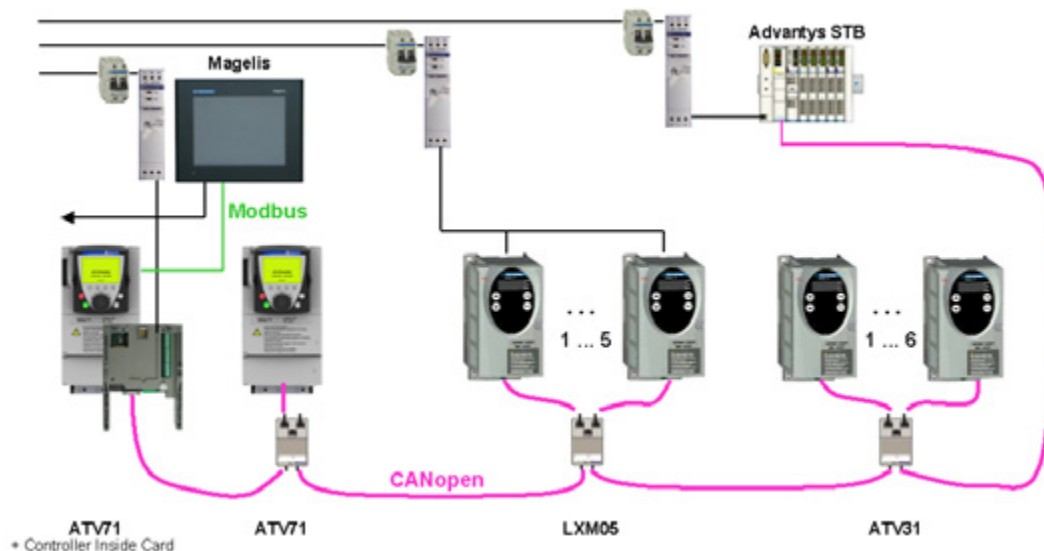 Advantys STB
Magelis
Modbus
...
1 ... 5
...
1 ... 6
CANopen
ATV71
ATV71
LXM05
ATV31
+ Controller Inside Card